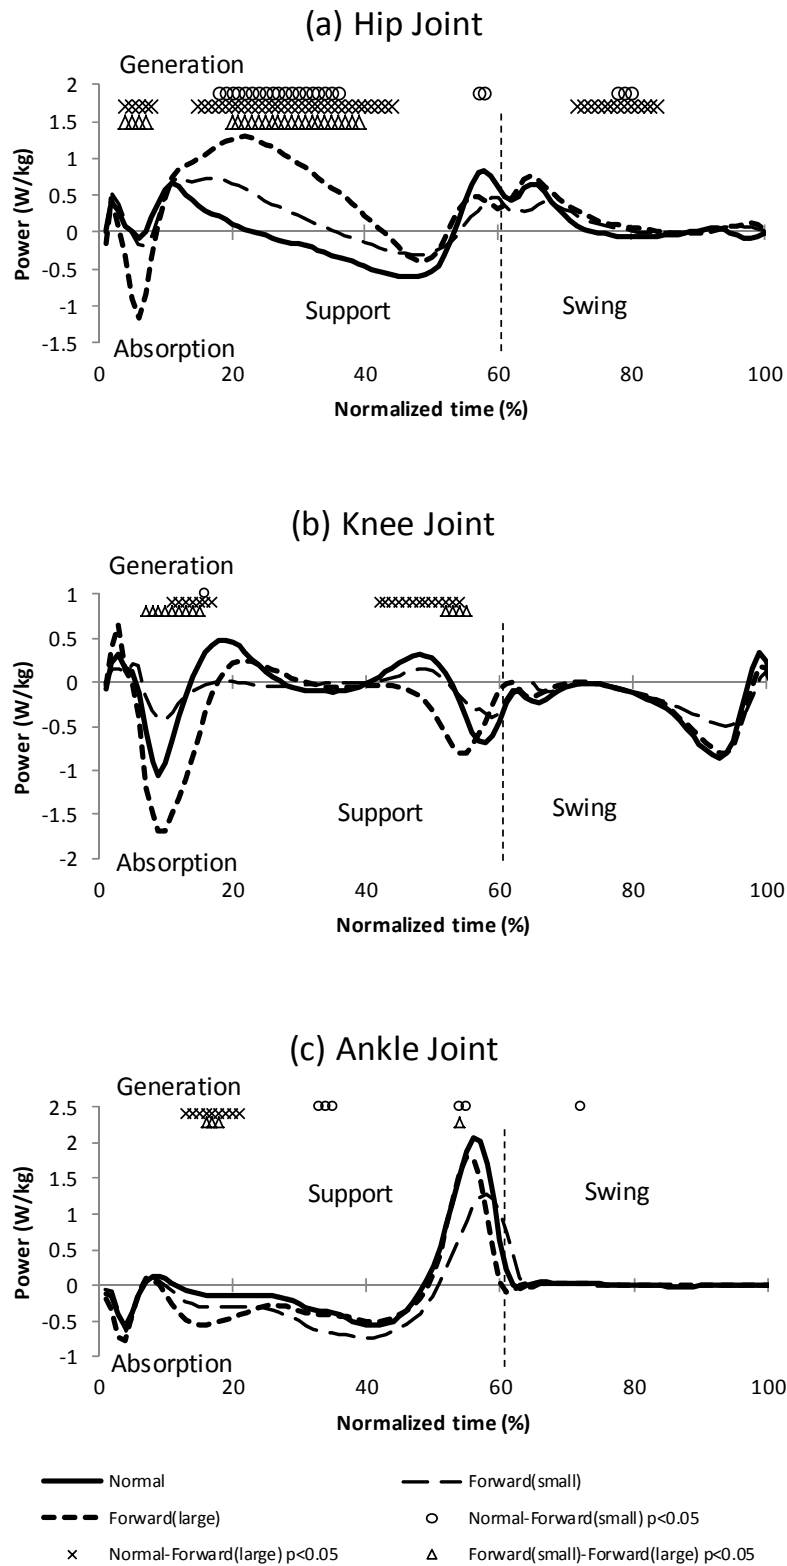 (a) Hip Joint
Generation
2
1.5
1
0.5
0
-0.5
-1
-1.5
Power (W/kg)
Support
Swing
Absorption
0 20 40 60 80 100
Normalized time (%)
(b) Knee Joint
Generation
1
0.5
0
-0.5
-1
-1.5
-2
Power (W/kg)
Support
Swing
Absorption
0 20 40 60 80 100
Normalized time (%)
(c) Ankle Joint
Generation
2.5
2
1.5
1
0.5
0
-0.5
-1
Power (W/kg)
Support
Swing
Absorption
0 20 40 60 80 100
Normalized time (%)
Normal Forward(small)
Forward(large) Normal-Forward(small) p<0.05
Normal-Forward(large) p<0.05 Forward(small)-Forward(large) p<0.05